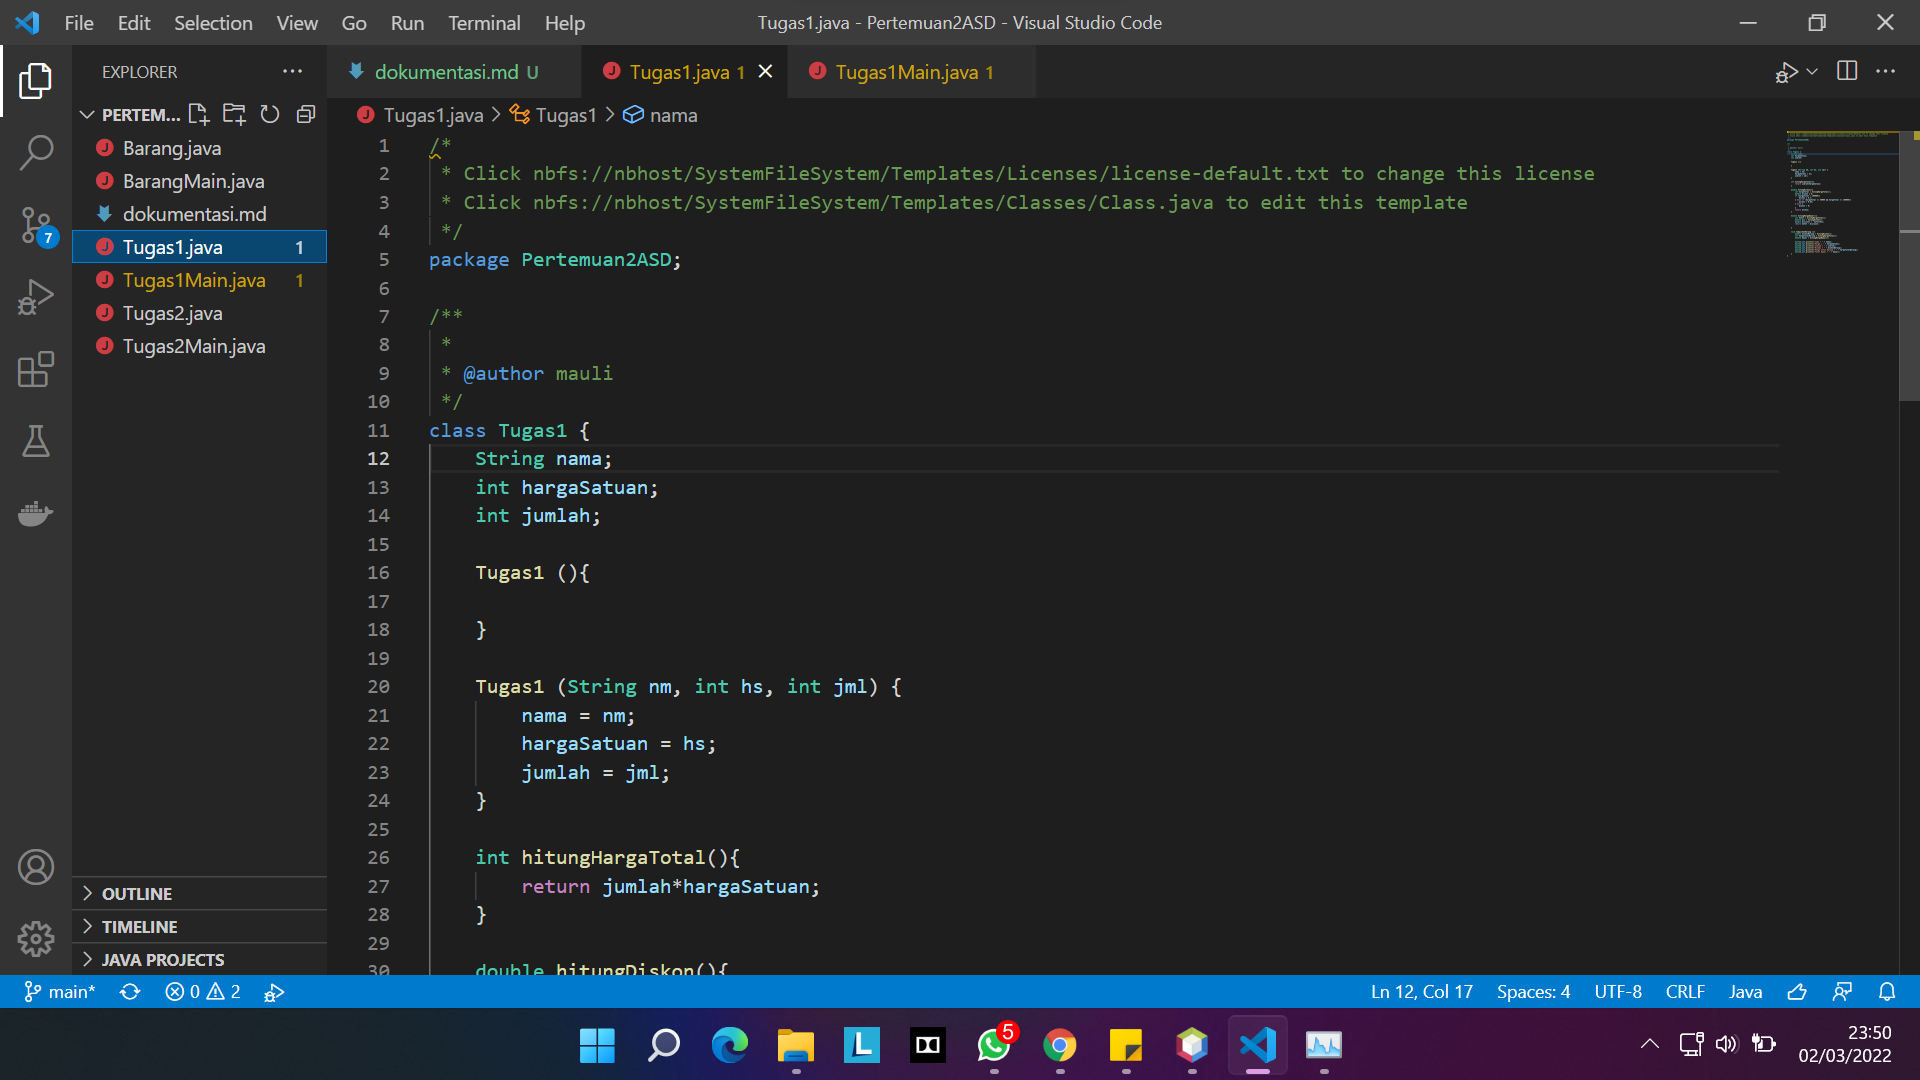 File Edit Selection View Go Run Terminal Help
Tugas1.java - Pertemuan2ASD - Visual Studio Code
EXPLORER
PERTEM...
Barang.java
BarangMain.java
dokumentasi.md
Tugas1.java 1
Tugas1Main.java 1
Tugas2.java
Tugas2Main.java
7
OUTLINE
TIMELINE
JAVA PROJECTS
dokumentasi.md U
Tugas1.java 1
Tugas1Main.java 1
Tugas1.java > Tugas1 > nama
1 /*
2  * Click nbfs://nbhost/SystemFileSystem/Templates/Licenses/license-default.txt to change this license
3  * Click nbfs://nbhost/SystemFileSystem/Templates/Classes/Class.java to edit this template
4  */
5 package Pertemuan2ASD;
6
7 /**
8  *
9  * @author mauli
10  */
11 class Tugas1 {
12     String nama;
13     int hargaSatuan;
14     int jumlah;
15
16     Tugas1 (){
17
18     }
19
20     Tugas1 (String nm, int hs, int jml) {
21         nama = nm;
22         hargaSatuan = hs;
23         jumlah = jml;
24     }
25
26     int hitungHargaTotal(){
27         return jumlah*hargaSatuan;
28     }
29
30     double hitungDiskon(){
main* 0 2
Ln 12, Col 17 Spaces: 4 UTF-8 CRLF Java
L
5
23:50
02/03/2022